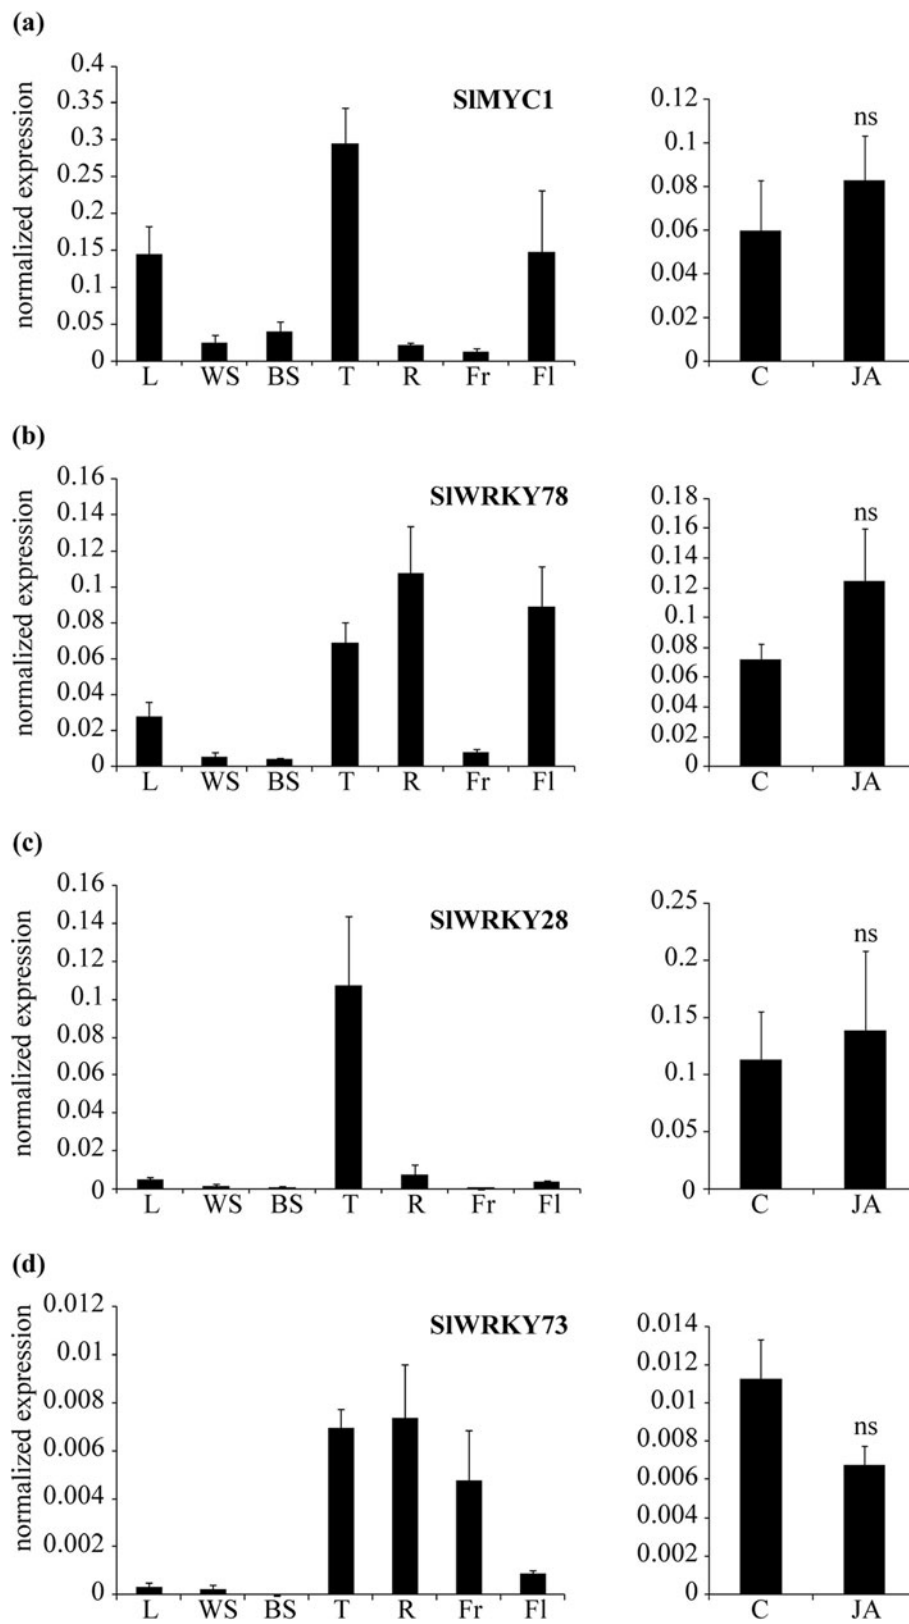 (a)
SlMYC1
normalized expression
0.4
0.35
0.3
0.25
0.2
0.15
0.1
0.05
0
L WS BS T R Fr Fl
0.12
0.1
0.08
0.06
0.04
0.02
0
ns
C JA
(b)
SlWRKY78
normalized expression
0.16
0.14
0.12
0.1
0.08
0.06
0.04
0.02
0
L WS BS T R Fr Fl
0.18
0.16
0.14
0.12
0.1
0.08
0.06
0.04
0.02
0
ns
C JA
(c)
SlWRKY28
normalized expression
0.16
0.14
0.12
0.1
0.08
0.06
0.04
0.02
0
L WS BS T R Fr Fl
0.25
0.2
0.15
0.1
0.05
0
ns
C JA
(d)
SlWRKY73
normalized expression
0.012
0.01
0.008
0.006
0.004
0.002
0
L WS BS T R Fr Fl
0.014
0.012
0.01
0.008
0.006
0.004
0.002
0
ns
C JA